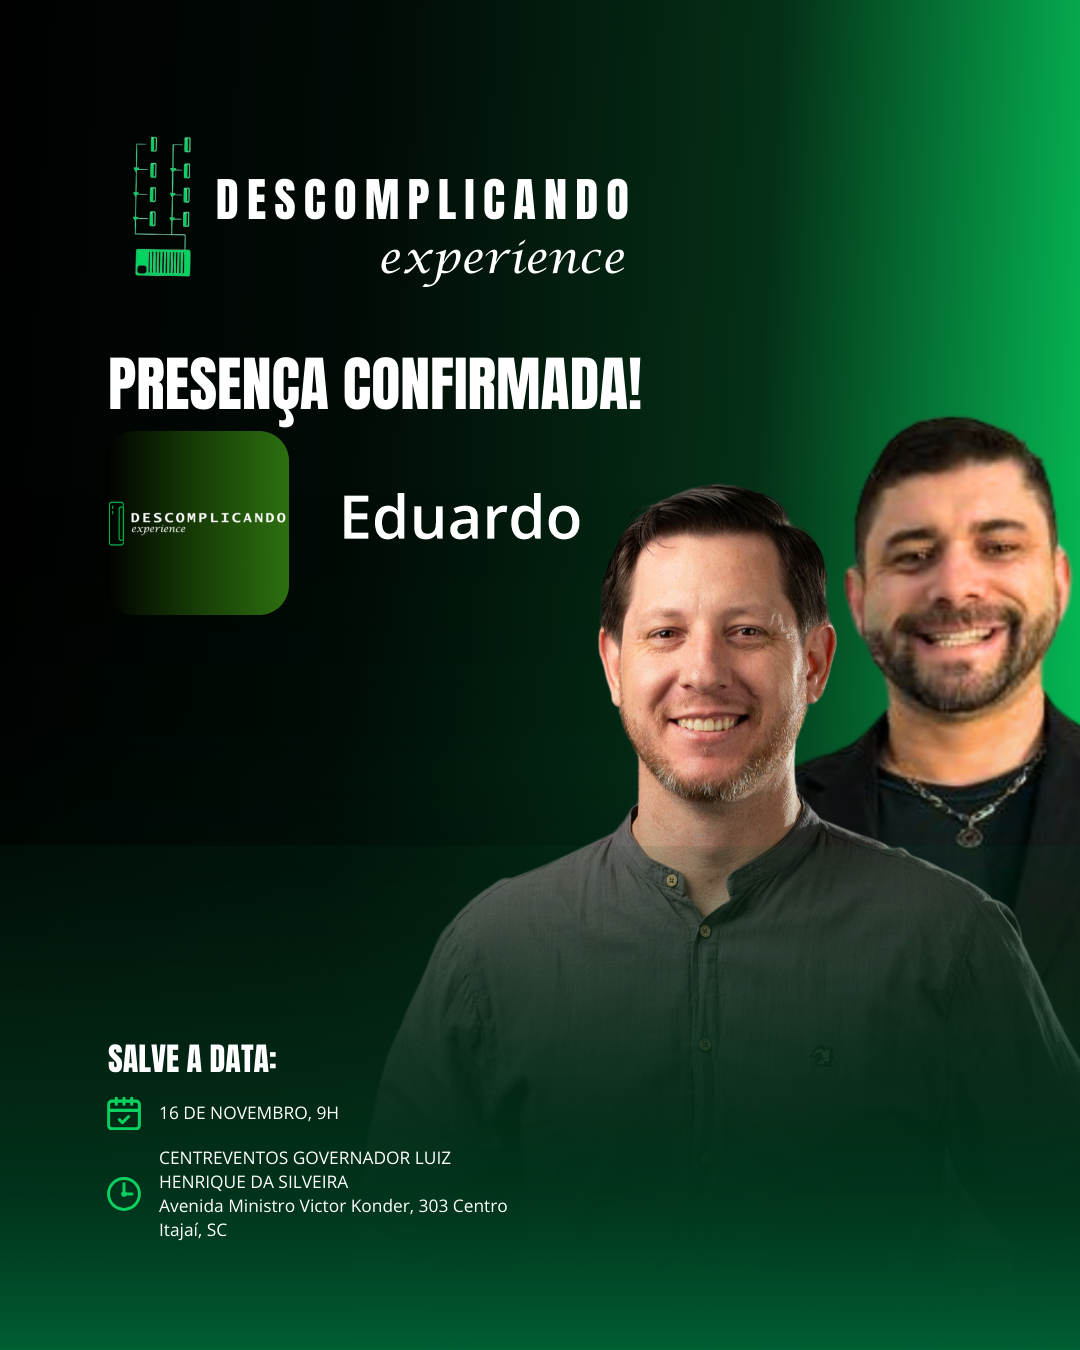 DESCOMPLICANDO
experience
PRESENÇA CONFIRMADA!
DESCOMPLICANDO
experience
Eduardo
SALVE A DATA:
16 DE NOVEMBRO, 9H
CENTREVENTOS GOVERNADOR LUIZ
HENRIQUE DA SILVEIRA
Avenida Ministro Victor Konder, 303 Centro
Itajaí, SC